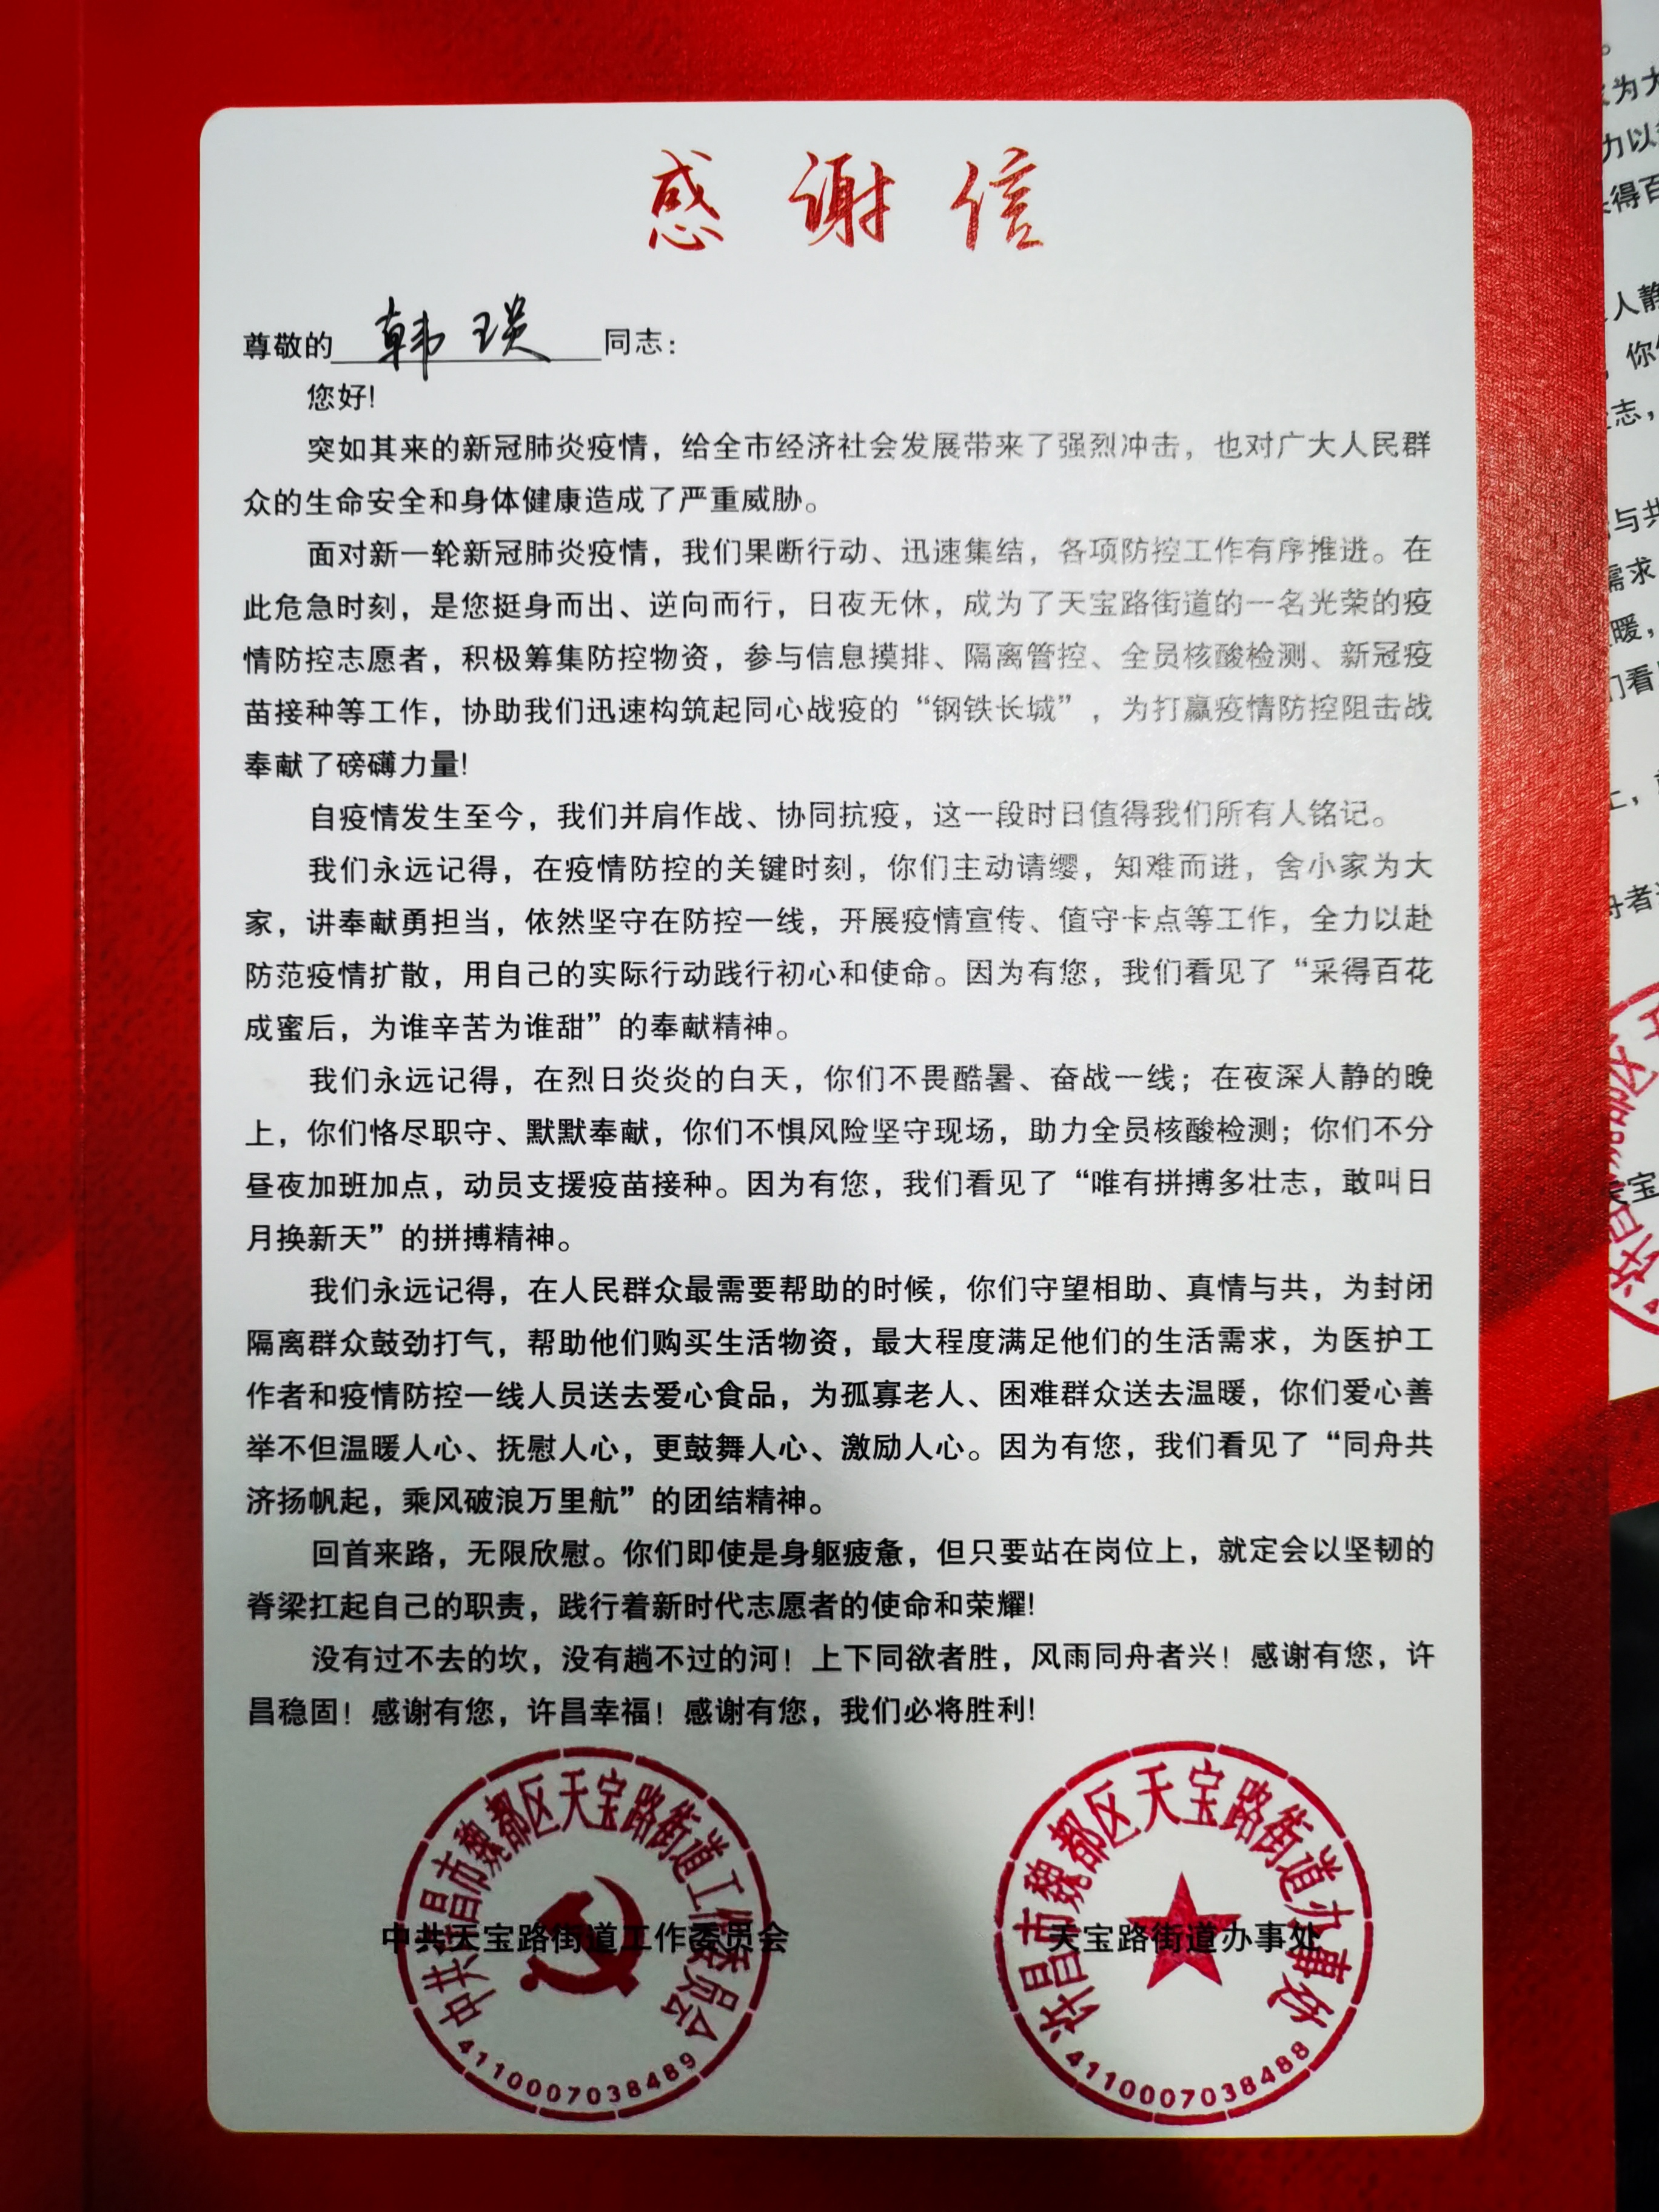 感谢信
尊敬的 韩瑛 同志：
您好!
突如其来的新冠肺炎疫情，给全市经济社会发展带来了强烈冲击，也对广大人民群
众的生命安全和身体健康造成了严重威胁。
面对新一轮新冠肺炎疫情，我们果断行动、迅速集结，各项防控工作有序推进。在
此危急时刻，是您挺身而出、逆向而行，日夜无休，成为了天宝路街道的一名光荣的疫
情防控志愿者，积极筹集防控物资，参与信息摸排、隔离管控、全员核酸检测、新冠疫
苗接种等工作，协助我们迅速构筑起同心战疫的“钢铁长城”，为打赢疫情防控阻击战
奉献了磅礴力量!
自疫情发生至今，我们并肩作战、协同抗疫，这一段时日值得我们所有人铭记。
我们永远记得，在疫情防控的关键时刻，你们主动请缨，知难而进，舍小家为大
家，讲奉献勇担当，依然坚守在防控一线，开展疫情宣传、值守卡点等工作，全力以赴
防范疫情扩散，用自己的实际行动践行初心和使命。因为有您，我们看见了“采得百花
成蜜后，为谁辛苦为谁甜”的奉献精神。
我们永远记得，在烈日炎炎的白天，你们不畏酷暑、奋战一线；在夜深人静的晚
上，你们恪尽职守、默默奉献，你们不惧风险坚守现场，助力全员核酸检测；你们不分
昼夜加班加点，动员支援疫苗接种。因为有您，我们看见了“唯有拼搏多壮志，敢叫日
月换新天”的拼搏精神。
我们永远记得，在人民群众最需要帮助的时候，你们守望相助、真情与共，为封闭
隔离群众鼓劲打气，帮助他们购买生活物资，最大程度满足他们的生活需求，为医护工
作者和疫情防控一线人员送去爱心食品，为孤寡老人、困难群众送去温暖，你们爱心善
举不但温暖人心、抚慰人心，更鼓舞人心、激励人心。因为有您，我们看见了“同舟共
济扬帆起，乘风破浪万里航”的团结精神。
回首来路，无限欣慰。你们即使是身躯疲惫，但只要站在岗位上，就定会以坚韧的
脊梁扛起自己的职责，践行着新时代志愿者的使命和荣耀!
没有过不去的坎，没有趟不过的河！上下同欲者胜，风雨同舟者兴！感谢有您，许
昌稳固！感谢有您，许昌幸福！感谢有您，我们必将胜利!
中共天宝路街道工作委员会
天宝路街道办事处
中共许昌市魏都区天宝路街道工作委员会
4110007038489
许昌市魏都区天宝路街道办事处
4110007038488